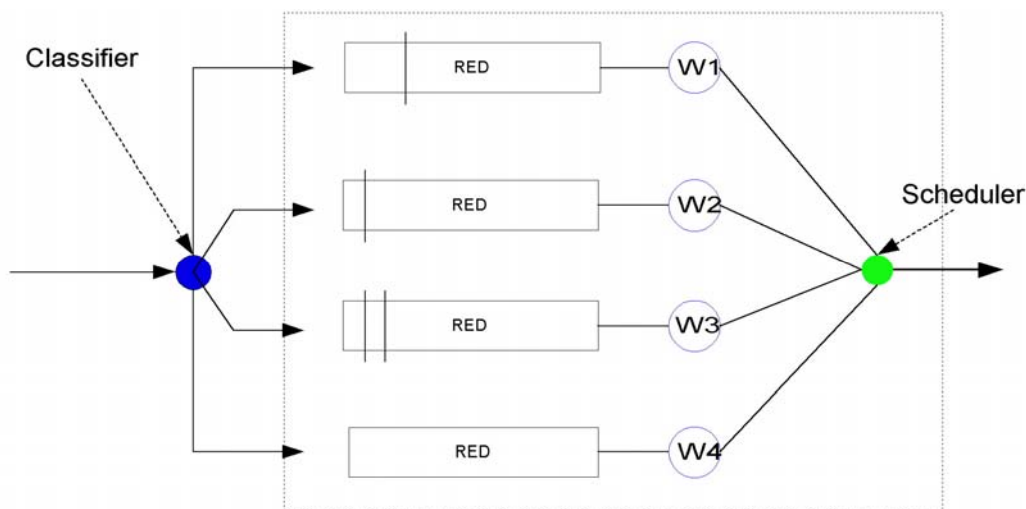 Classifier
RED
W1
RED
W2
Scheduler
RED
W3
RED
W4